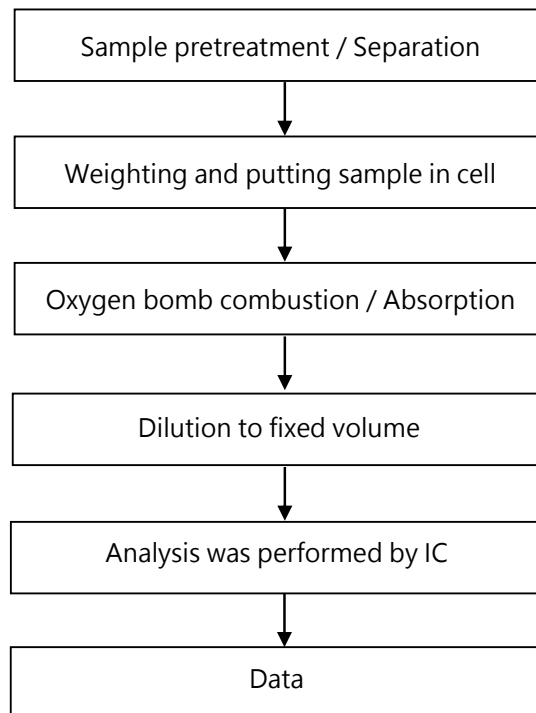 Sample pretreatment / Separation
Weighting and putting sample in cell
Oxygen bomb combustion / Absorption
Dilution to fixed volume
Analysis was performed by IC
Data